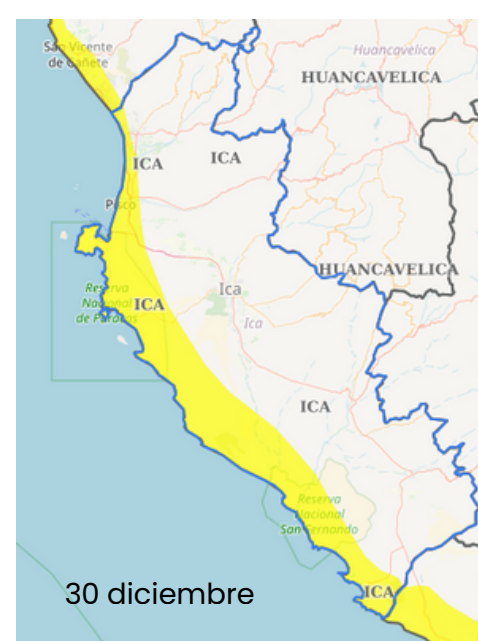 San Vicente
de Cañete
Huancavelica
HUANCAVELICA
ICA
ICA
Pisco
HUANCAVELICA
Ica
Reserva
Nacional
de Paracas
ICA
Ica
ICA
Reserva
Nacional
San Fernando
ICA
30 diciembre